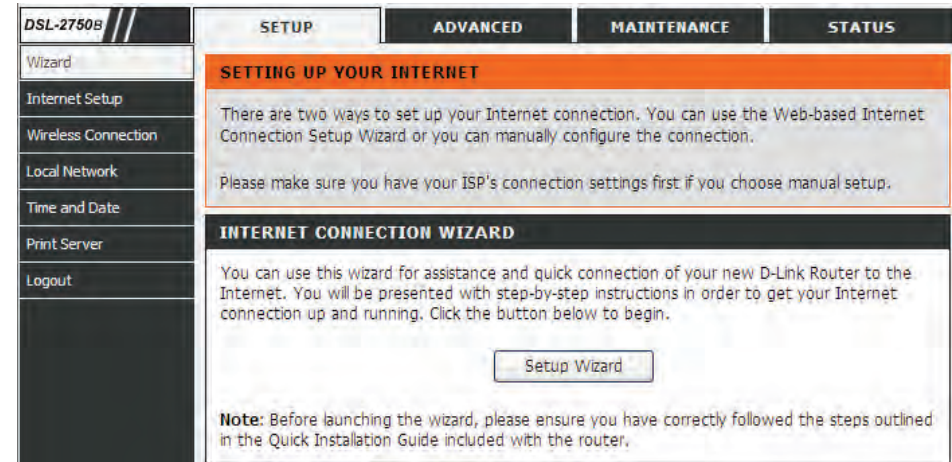 DSL-2750B
SETUP
ADVANCED
MAINTENANCE
STATUS
Wizard
Internet Setup
Wireless Connection
Local Network
Time and Date
Print Server
Logout
SETTING UP YOUR INTERNET
There are two ways to set up your Internet connection. You can use the Web-based Internet
Connection Setup Wizard or you can manually configure the connection.
Please make sure you have your ISP's connection settings first if you choose manual setup.
INTERNET CONNECTION WIZARD
You can use this wizard for assistance and quick connection of your new D-Link Router to the
Internet. You will be presented with step-by-step instructions in order to get your Internet
connection up and running. Click the button below to begin.
Setup Wizard
Note: Before launching the wizard, please ensure you have correctly followed the steps outlined
in the Quick Installation Guide included with the router.